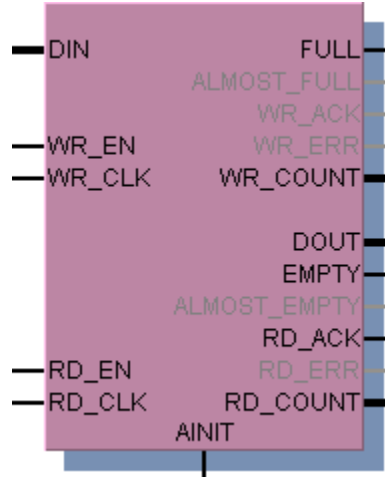 DIN FULL
ALMOST_FULL
WR_ACK
WR_EN WR_ERR
WR_CLK WR_COUNT
DOUT
EMPTY
ALMOST_EMPTY
RD_ACK
RD_EN RD_ERR
RD_CLK RD_COUNT
AINIT